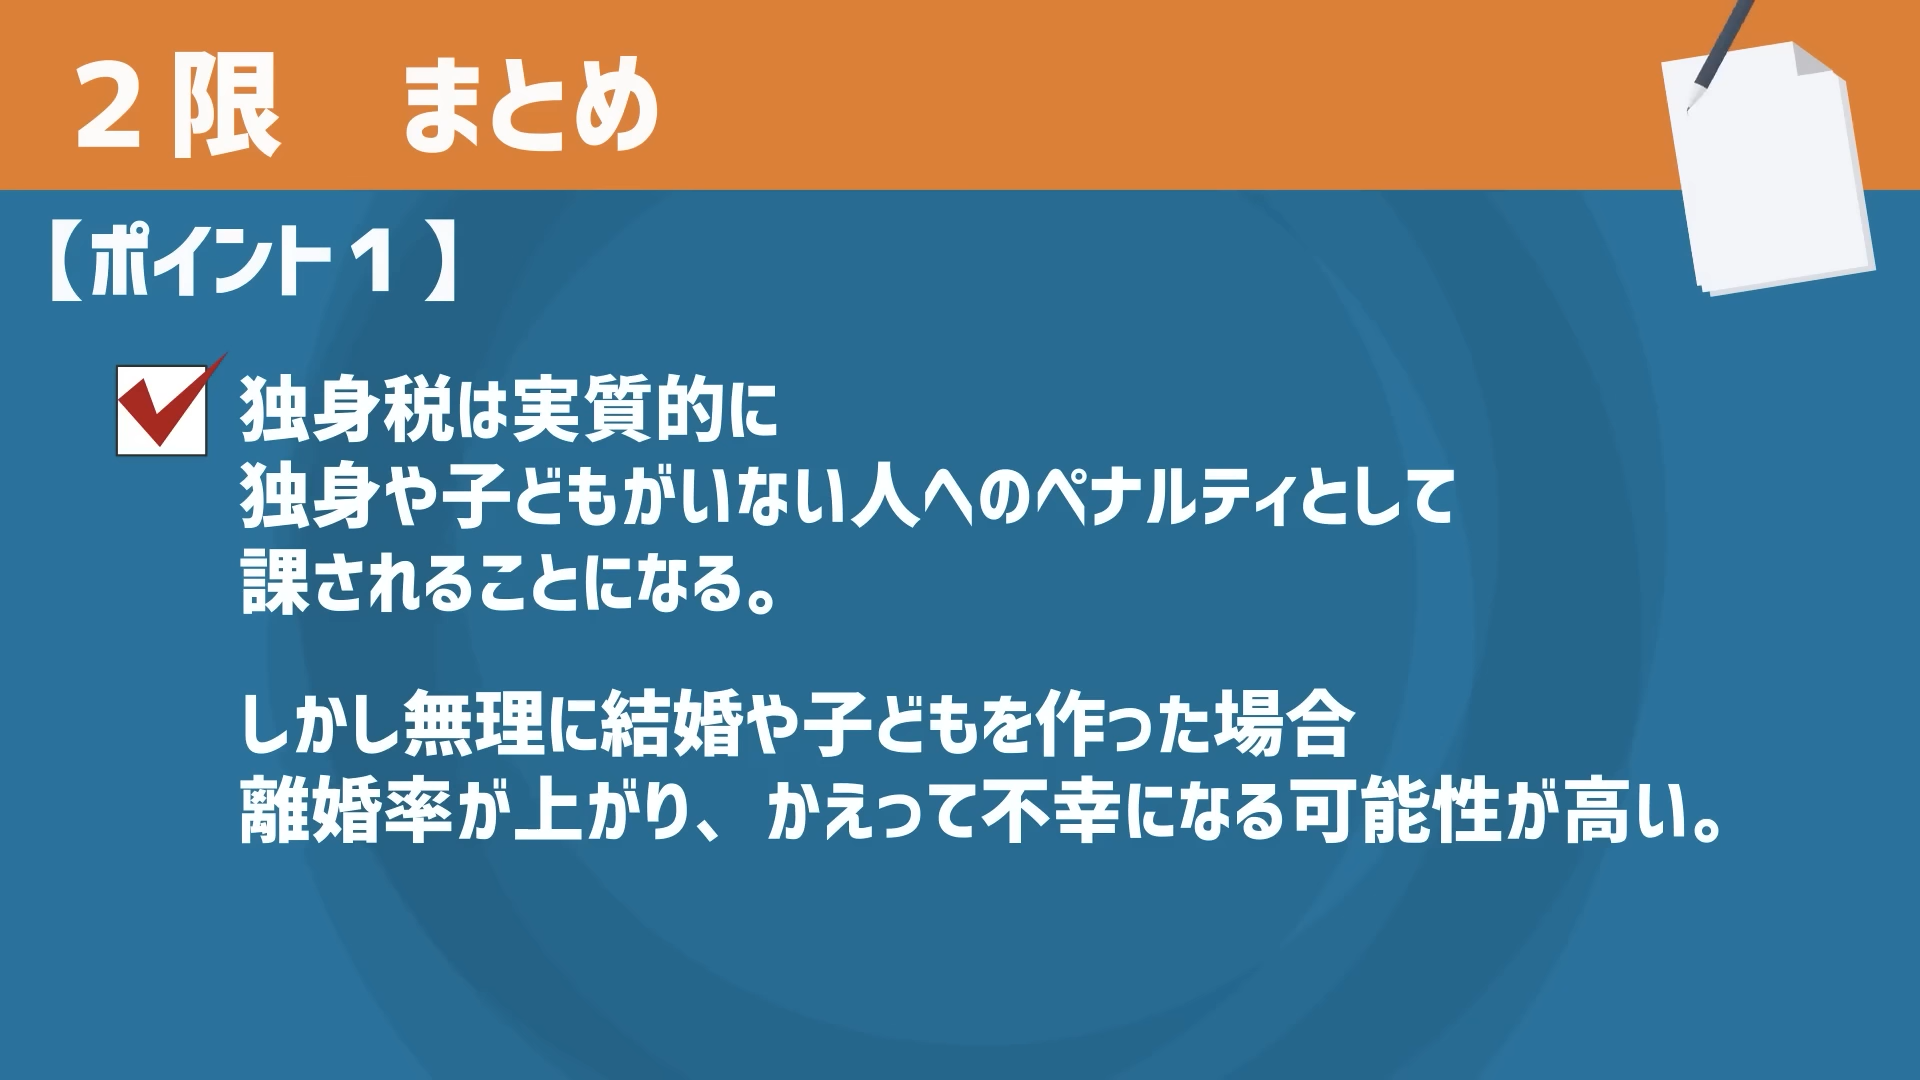 ２限　まとめ
【ポイント１】
独身税は実質的に
独身や子どもがいない人へのペナルティとして
課されることになる。
しかし無理に結婚や子どもを作った場合
離婚率が上がり、かえって不幸になる可能性が高い。